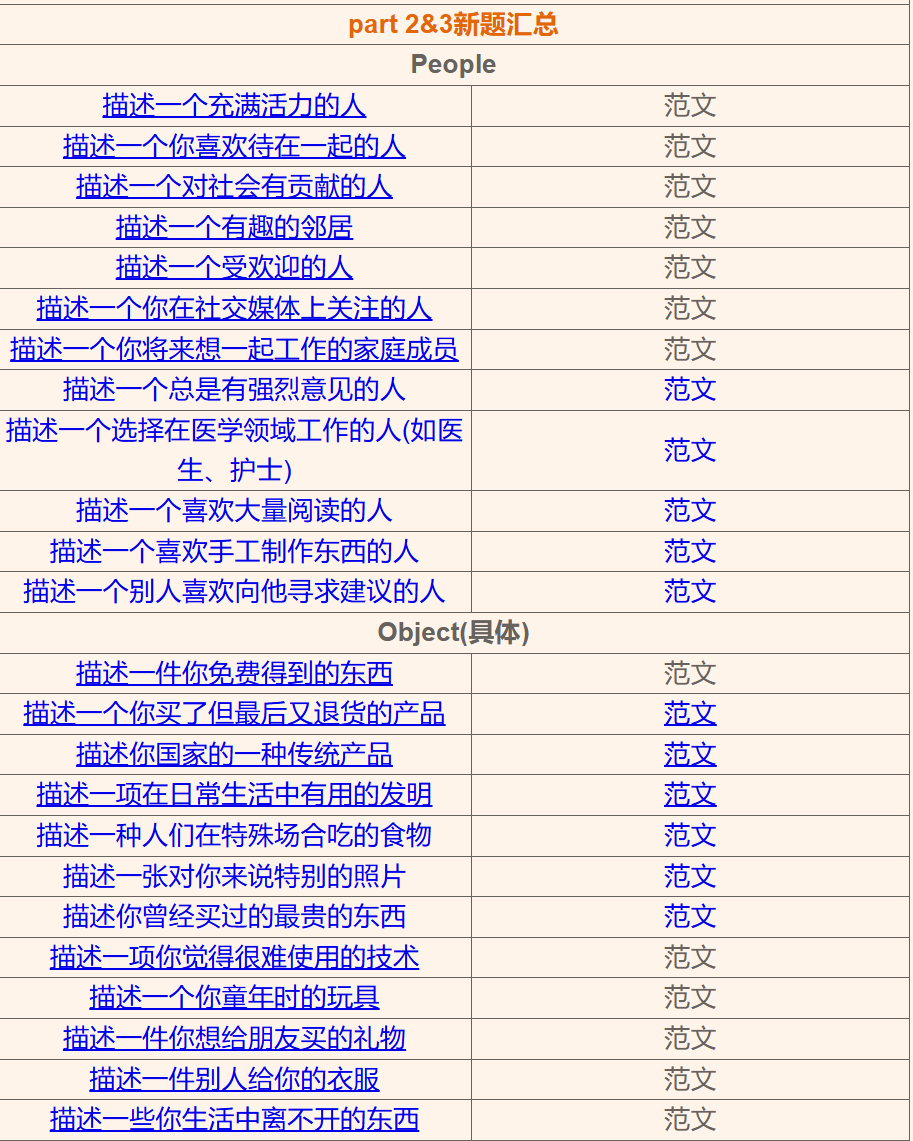 part 2&3新题汇总
People
描述一个充满活力的人 范文
描述一个你喜欢待在一起的人 范文
描述一个对社会有贡献的人 范文
描述一个有趣的邻居 范文
描述一个受欢迎的人 范文
描述一个你在社交媒体上关注的人 范文
描述一个你将来想一起工作的家庭成员 范文
描述一个总是有强烈意见的人 范文
描述一个选择在医学领域工作的人(如医
生、护士) 范文
描述一个喜欢大量阅读的人 范文
描述一个喜欢手工制作东西的人 范文
描述一个别人喜欢向他寻求建议的人 范文
Object(具体)
描述一件你免费得到的东西 范文
描述一个你买了但最后又退货的产品 范文
描述你国家的一种传统产品 范文
描述一项在日常生活中有用的发明 范文
描述一种人们在特殊场合吃的食物 范文
描述一张对你来说特别的照片 范文
描述你曾经买过的最贵的东西 范文
描述一项你觉得很难使用的技术 范文
描述一个你童年时的玩具 范文
描述一件你想给朋友买的礼物 范文
描述一件别人给你的衣服 范文
描述一些你生活中离不开的东西 范文